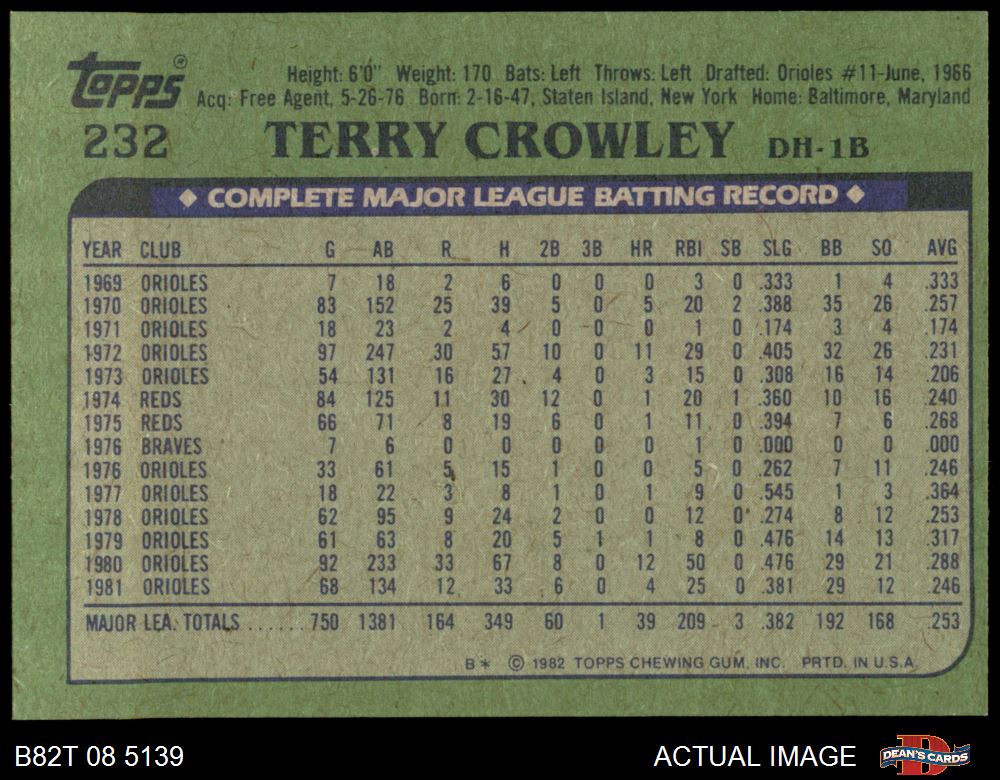 Topps®
Height: 6'0" Weight: 170 Bats: Left Throws: Left Drafted: Orioles #11-June, 1966
Acq: Free Agent, 5-26-76 Born: 2-16-47, Staten Island, New York Home: Baltimore, Maryland
232 TERRY CROWLEY DH-1B
◆ COMPLETE MAJOR LEAGUE BATTING RECORD ◆
YEAR CLUB G AB R H 2B 3B HR RBI SB SLG BB SO AVG
1969 ORIOLES 7 18 2 6 0 0 0 3 0 .333 1 4 .333
1970 ORIOLES 83 152 25 39 5 0 5 20 2 .388 35 26 .257
1971 ORIOLES 18 23 2 4 0 0 0 1 0 .174 3 4 .174
1972 ORIOLES 97 247 30 57 10 0 11 29 0 .405 32 26 .231
1973 ORIOLES 54 131 16 27 4 0 3 15 0 .308 16 14 .206
1974 REDS 84 125 11 30 12 0 1 20 1 .360 10 16 .240
1975 REDS 66 71 8 19 6 0 1 11 0 .394 7 6 .268
1976 BRAVES 7 6 0 0 0 0 0 1 0 .000 0 0 .000
1976 ORIOLES 33 61 5 15 1 0 0 5 0 .262 7 11 .246
1977 ORIOLES 18 22 3 8 1 0 1 9 0 .545 1 3 .364
1978 ORIOLES 62 95 9 24 2 0 0 12 0 .274 8 12 .253
1979 ORIOLES 61 63 8 20 5 1 1 8 0 .476 14 13 .317
1980 ORIOLES 92 233 33 67 8 0 12 50 0 .476 29 21 .288
1981 ORIOLES 68 134 12 33 6 0 4 25 0 .381 29 12 .246
MAJOR LEA. TOTALS ...... 750 1381 164 349 60 1 39 209 3 .382 192 168 .253
B* © 1982 TOPPS CHEWING GUM, INC. PRTD. IN U.S.A.
B82T 08 5139 ACTUAL IMAGE DEAN'S CARDS